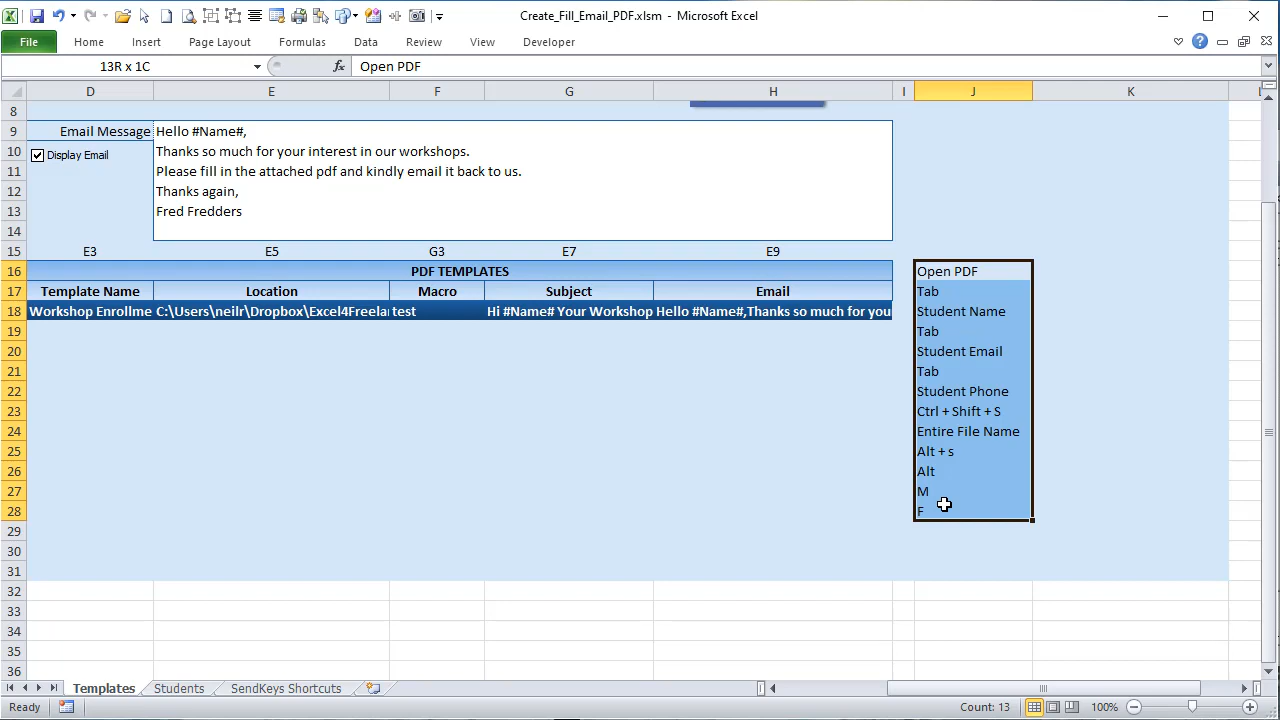 Create_Fill_Email_PDF.xlsm - Microsoft Excel
File Home Insert Page Layout Formulas Data Review View Developer
13R x 1C fx Open PDF
D E F G H I J K
8
9 Email Message Hello #Name#,
10 Display Email Thanks so much for your interest in our workshops.
11 Please fill in the attached pdf and kindly email it back to us.
12 Thanks again,
13 Fred Fredders
14
15 E3 E5 G3 E7 E9
16 PDF TEMPLATES Open PDF
17 Template Name Location Macro Subject Email Tab
18 Workshop Enrollme C:\Users\neilr\Dropbox\Excel4Freelar test Hi #Name# Your Workshop Hello #Name#,Thanks so much for you Student Name
19 Tab
20 Student Email
21 Tab
22 Student Phone
23 Ctrl + Shift + S
24 Entire File Name
25 Alt + s
26 Alt
27 M
28 F
29
30
31
32
33
34
35
36
Templates Students SendKeys Shortcuts
Ready Count: 13 100%